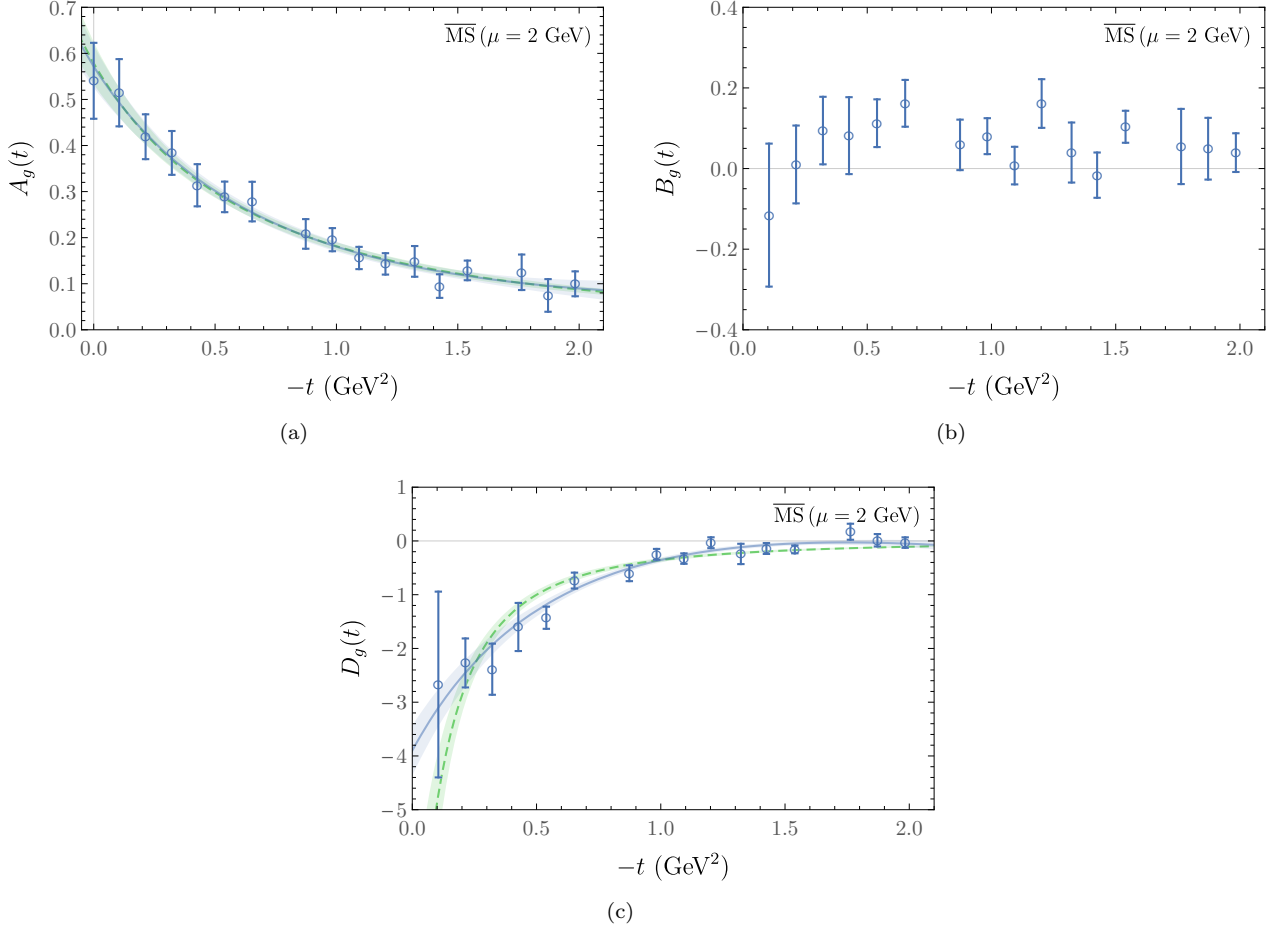 0.7
0.6
0.5
0.4
0.3
0.2
0.1
0.0
A_g(t)
\overline{MS} (μ = 2 GeV)
0.0 0.5 1.0 1.5 2.0
−t (GeV²)
(a)
0.4
0.2
0.0
−0.2
−0.4
B_g(t)
\overline{MS} (μ = 2 GeV)
0.0 0.5 1.0 1.5 2.0
−t (GeV²)
(b)
1
0
−1
−2
−3
−4
−5
D_g(t)
\overline{MS} (μ = 2 GeV)
0.0 0.5 1.0 1.5 2.0
−t (GeV²)
(c)